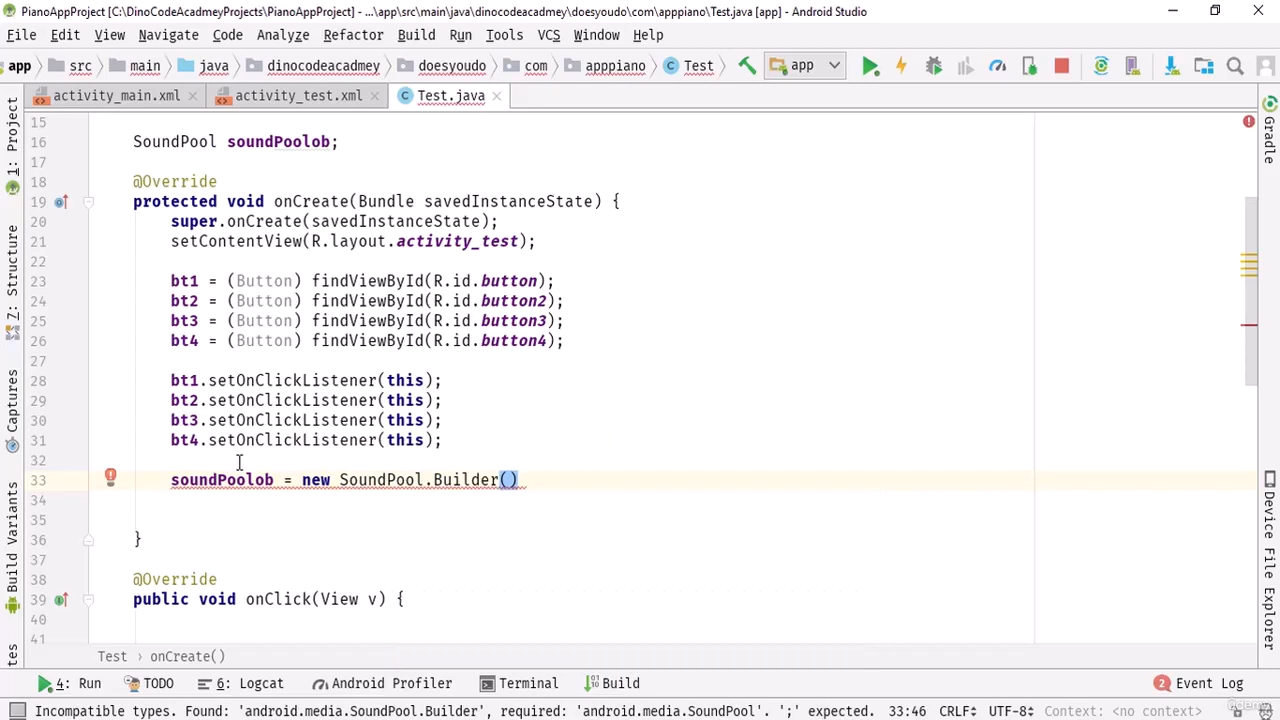 PianoAppProject [C:\DinoCodeAcadmeyProjects\PianoAppProject] - ...\app\src\main\java\dinocodeacadmey\doesyoudo\com\apppiano\Test.java [app] - Android Studio
File Edit View Navigate Code Analyze Refactor Build Run Tools VCS Window Help
app src main java dinocodeacadmey doesyoudo com apppiano Test app
activity_main.xml activity_test.xml Test.java
15
16 SoundPool soundPoolob;
17
18 @Override
19 protected void onCreate(Bundle savedInstanceState) {
20 super.onCreate(savedInstanceState);
21 setContentView(R.layout.activity_test);
22
23 bt1 = (Button) findViewById(R.id.button);
24 bt2 = (Button) findViewById(R.id.button2);
25 bt3 = (Button) findViewById(R.id.button3);
26 bt4 = (Button) findViewById(R.id.button4);
27
28 bt1.setOnClickListener(this);
29 bt2.setOnClickListener(this);
30 bt3.setOnClickListener(this);
31 bt4.setOnClickListener(this);
32
33 soundPoolob = new SoundPool.Builder()
34
35
36 }
37
38 @Override
39 public void onClick(View v) {
40
41
Test › onCreate()
4: Run TODO 6: Logcat Android Profiler Terminal Build 2 Event Log
Incompatible types. Found: 'android.media.SoundPool.Builder', required: 'android.media.SoundPool'. ';' expected. 33:46 CRLF UTF-8 Context: <no context>
1: Project
7: Structure
Captures
Build Variants
Gradle
Device File Explorer